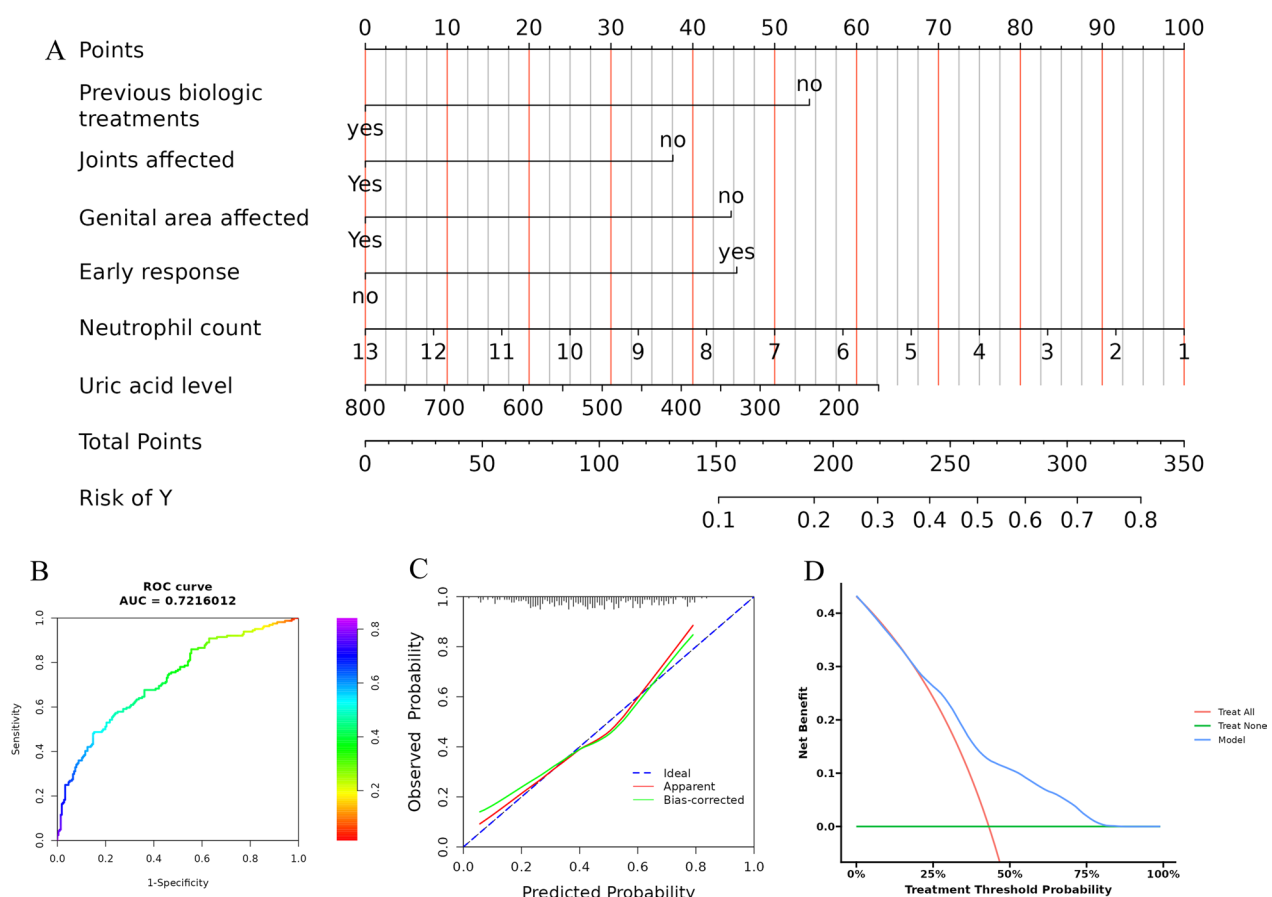 A
Points
0 10 20 30 40 50 60 70 80 90 100
Previous biologic
treatments
no
yes
Joints affected
no
Yes
Genital area affected
no
Yes
Early response
yes
no
Neutrophil count
13 12 11 10 9 8 7 6 5 4 3 2 1
Uric acid level
800 700 600 500 400 300 200
Total Points
0 50 100 150 200 250 300 350
Risk of Y
0.1 0.2 0.3 0.4 0.5 0.6 0.7 0.8
B
ROC curve
AUC = 0.7216012
Sensitivity
1.0
0.8
0.6
0.4
0.2
0.0
0.0 0.2 0.4 0.6 0.8 1.0
1-Specificity
0.8
0.6
0.4
0.2
C
Observed Probability
1.0
0.8
0.6
0.4
0.2
0.0
Ideal
Apparent
Bias-corrected
0.0 0.2 0.4 0.6 0.8 1.0
Predicted Probability
D
Net Benefit
0.4
0.3
0.2
0.1
0.0
0% 25% 50% 75% 100%
Treatment Threshold Probability
Treat All
Treat None
Model